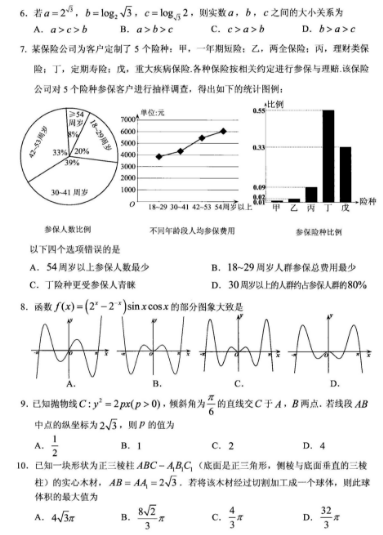 6. 若a=2^{√3}, b=log_2√3, c=log_{√3}2, 则实数a, b, c之间的大小关系为
A. a>c>b B. a>b>c C. c>a>b D. b>a>c
7. 某保险公司为客户定制了5个险种: 甲, 一年期短险; 乙, 两全保险; 丙, 理财类保
险; 丁, 定期寿险; 戊, 重大疾病保险.各种保险按相关约定进行参保与理赔.该保险
公司对5个险种参保客户进行抽样调查, 得出如下的统计图例:
≥54
周岁
8%
18~29周岁
20%
42~53周岁
33%
39%
30~41 周岁
参保人数比例
单位:元
7000
6000
5000
4000
3000
2000
1000
O
18~29 30~41 42~53 54周岁以上
不同年龄段人均参保费用
比例
0.55
0.33
0.09
0.02
0.01
甲 乙 丙 丁 戊 险种
参保险种比例
以下四个选项错误的是
A. 54周岁以上参保人数最少 B. 18~29周岁人群参保总费用最少
C. 丁险种更受参保人青睐 D. 30周岁以上的人群约占参保人群的80%
8. 函数f(x)=(2^x-2^{-x})sin x cos x的部分图象大致是
A. B. C. D.
9. 已知抛物线C:y²=2px(p>0), 倾斜角为π/6的直线交C于A, B两点. 若线段AB
中点的纵坐标为2√3, 则p的值为
A. 1/2 B. 1 C. 2 D. 4
10. 已知一块形状为正三棱柱ABC-A₁B₁C₁(底面是正三角形, 侧棱与底面垂直的三棱
柱)的实心木材, AB=AA₁=2√3. 若将该木材经过切割加工成一个球体, 则此球
体积的最大值为
A. 4√3π B. 8√2/3 π C. 4/3 π D. 32/3 π